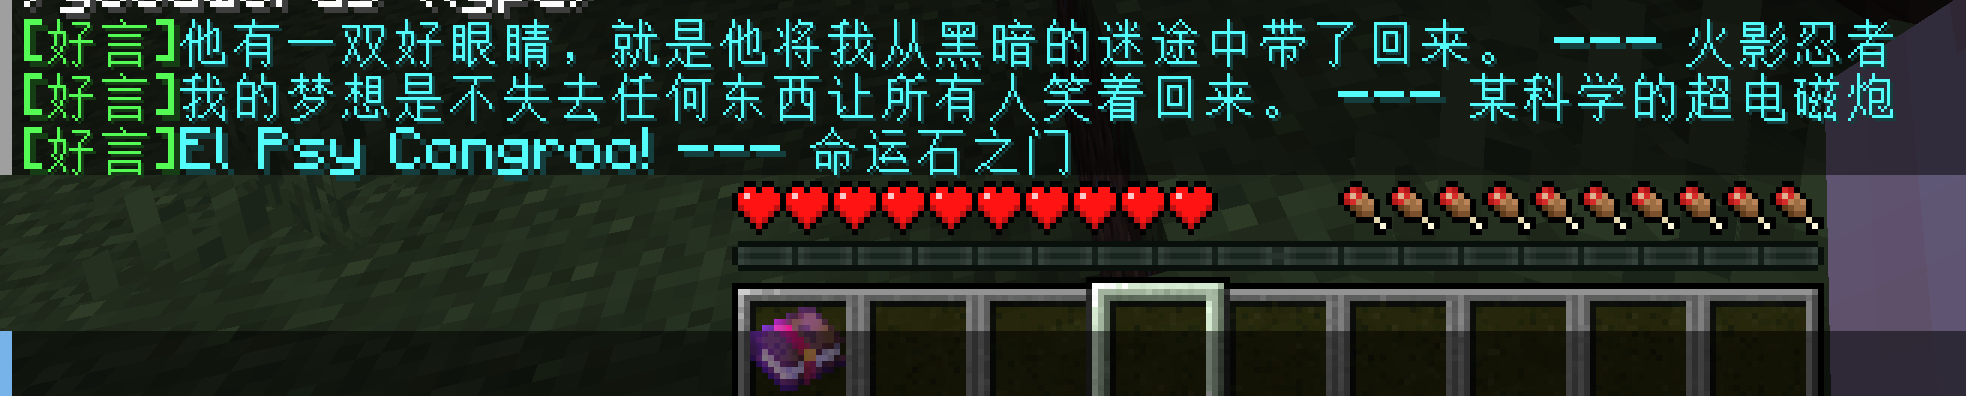 [好言]他有一双好眼睛，就是他将我从黑暗的迷途中带了回来。 --- 火影忍者
[好言]我的梦想是不失去任何东西让所有人笑着回来。 --- 某科学的超电磁炮
[好言]El Psy Congroo! --- 命运石之门